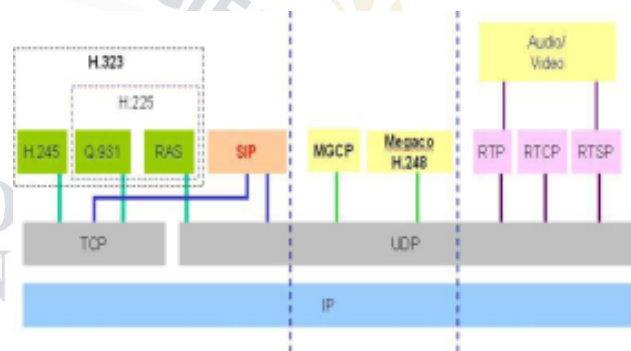 H.323
H.225
H.245
Q.931
RAS
SIP
MGCP
Megaco
H.248
Audio/
Video
RTP
RTCP
RTSP
TCP
UDP
IP